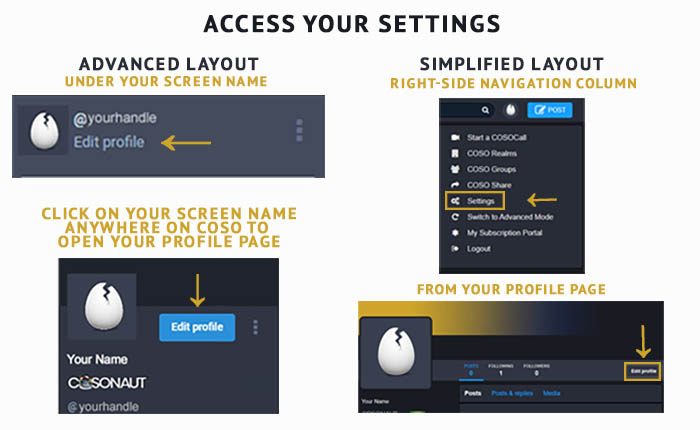 ACCESS YOUR SETTINGS
ADVANCED LAYOUT
UNDER YOUR SCREEN NAME
@yourhandle
Edit profile
CLICK ON YOUR SCREEN NAME
ANYWHERE ON COSO TO
OPEN YOUR PROFILE PAGE
Edit profile
Your Name
COSONAUT
@yourhandle
SIMPLIFIED LAYOUT
RIGHT-SIDE NAVIGATION COLUMN
POST
Start a COSOCall
COSO Realms
COSO Groups
COSO Share
Settings
Switch to Advanced Mode
My Subscription Portal
Logout
FROM YOUR PROFILE PAGE
POSTS FOLLOWING FOLLOWERS
0 1 0
Edit profile
Your Name
Posts Posts & replies Media